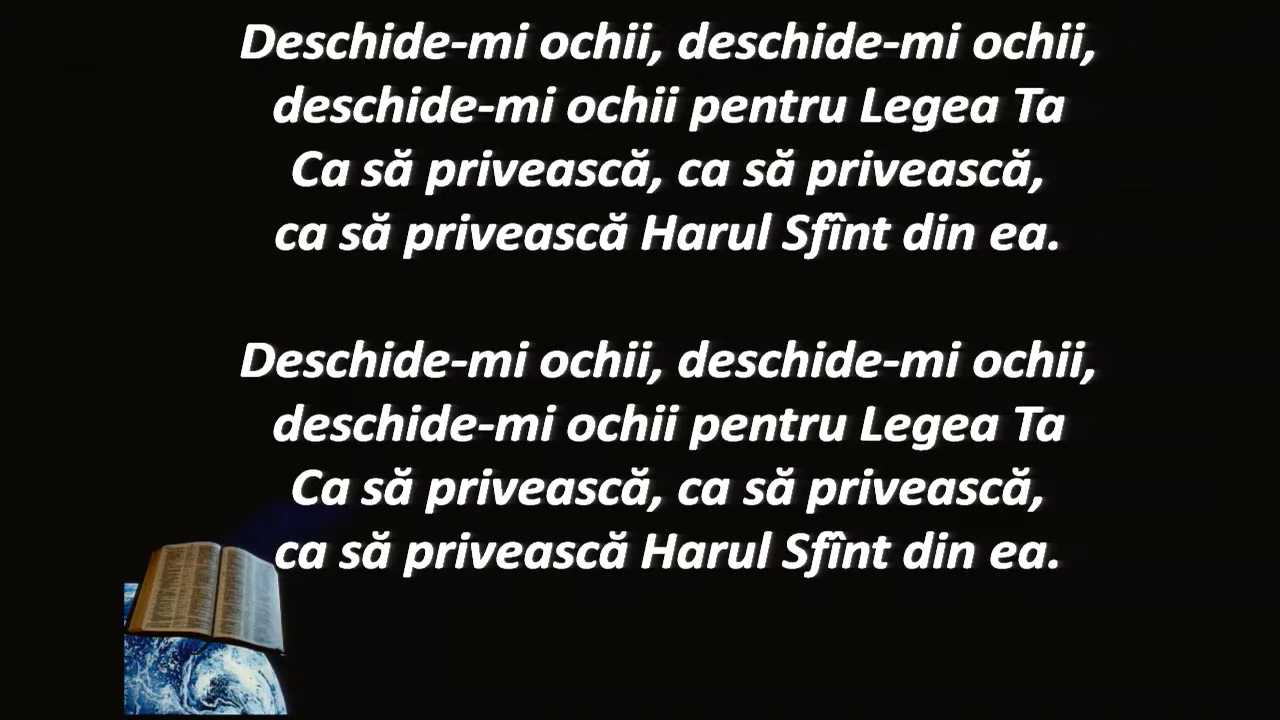 Deschide-mi ochii, deschide-mi ochii,
deschide-mi ochii pentru Legea Ta
Ca să privească, ca să privească,
ca să privească Harul Sfînt din ea.
Deschide-mi ochii, deschide-mi ochii,
deschide-mi ochii pentru Legea Ta
Ca să privească, ca să privească,
ca să privească Harul Sfînt din ea.